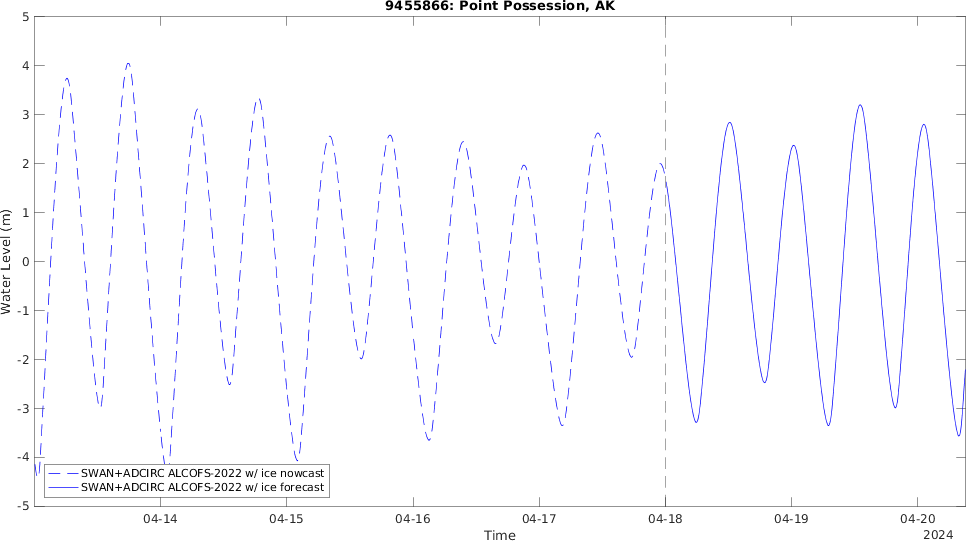 9455866: Point Possession, AK
5
4
3
2
1
0
-1
-2
-3
-4
-5
Water Level (m)
SWAN+ADCIRC ALCOFS-2022 w/ ice nowcast
SWAN+ADCIRC ALCOFS-2022 w/ ice forecast
04-14 04-15 04-16 04-17 04-18 04-19 04-20
Time
2024